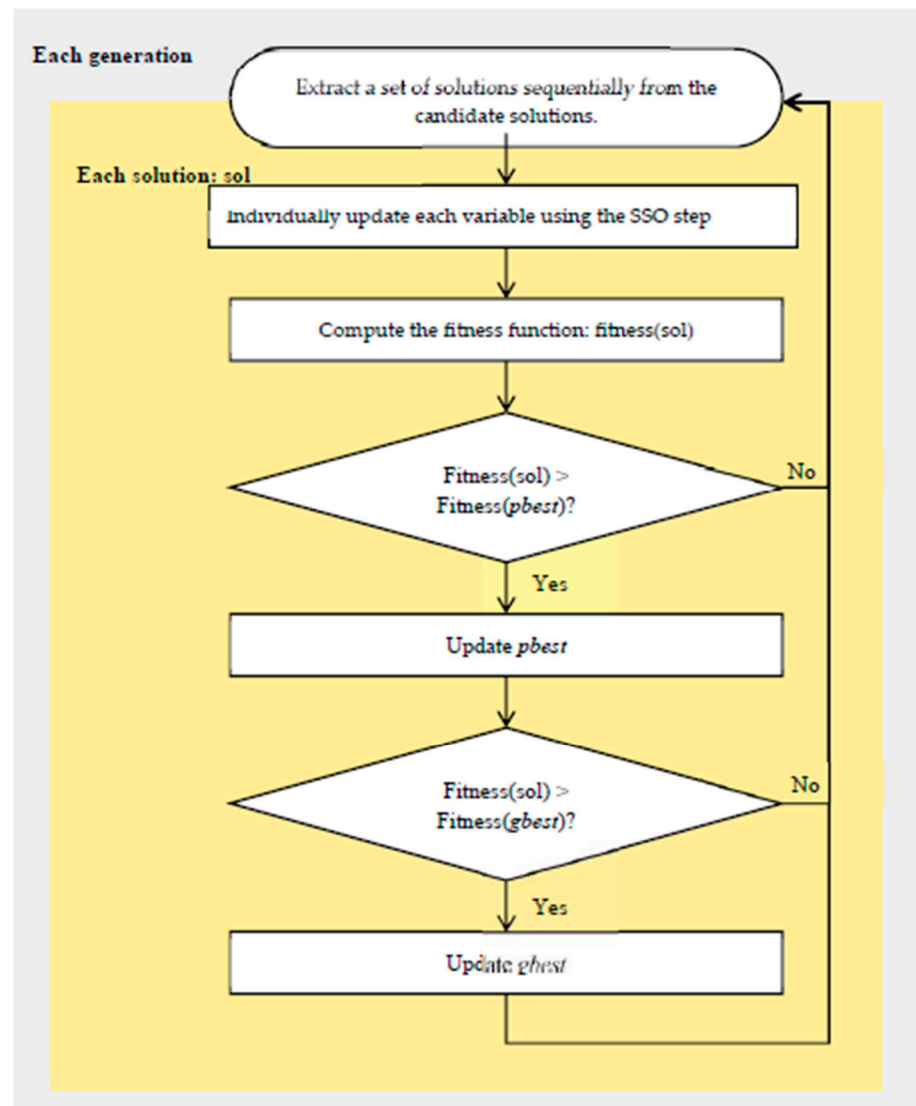 Each generation
Extract a set of solutions sequentially from the
candidate solutions.
Each solution: sol
Individually update each variable using the SSO step
Compute the fitness function: fitness(sol)
Fitness(sol) >
Fitness(pbest)?
No
Yes
Update pbest
Fitness(sol) >
Fitness(gbest)?
No
Yes
Update gbest